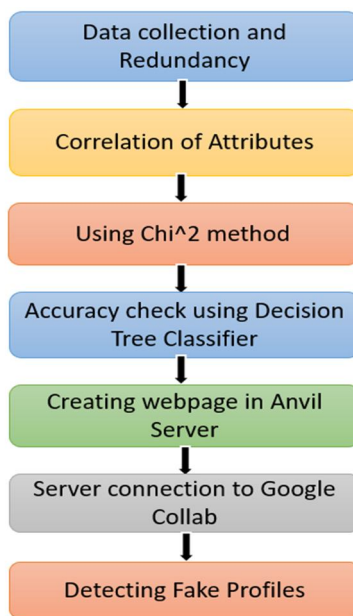 Data collection and
Redundancy
Correlation of Attributes
Using Chi^2 method
Accuracy check using Decision
Tree Classifier
Creating webpage in Anvil
Server
Server connection to Google
Collab
Detecting Fake Profiles